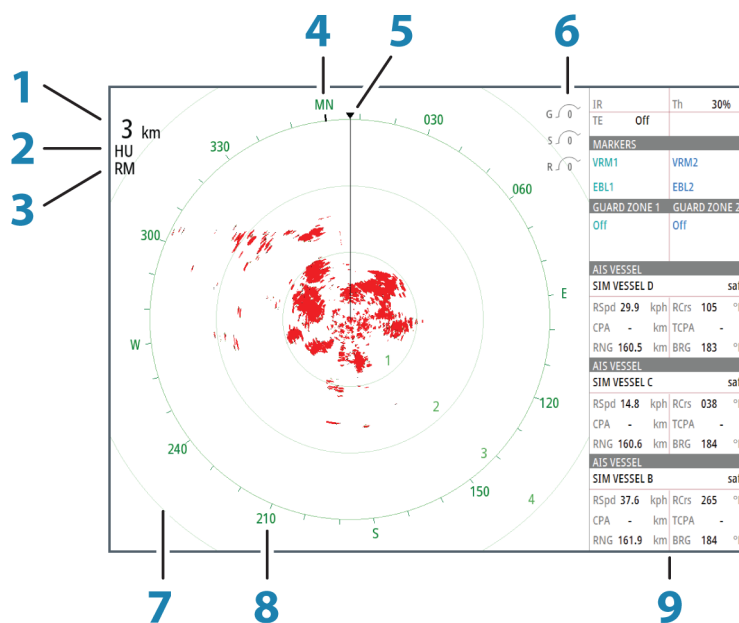 4 5 6
1
2
3
3 km
HU
RM
MN
030
060
E
120
150
S
210
240
W
300
330
1
2
3
4
G 0
S 0
R 0
IR Th 30%
TE Off
MARKERS
VRM1 VRM2
EBL1 EBL2
GUARD ZONE 1 GUARD ZONE 2
Off Off
AIS VESSEL
SIM VESSEL D
RSpd 29.9 kph RCrs 105
CPA - km TCPA -
RNG 160.5 km BRG 183
AIS VESSEL
SIM VESSEL C
RSpd 14.8 kph RCrs 038
CPA - km TCPA -
RNG 160.6 km BRG 184
AIS VESSEL
SIM VESSEL B
RSpd 37.6 kph RCrs 265
CPA - km TCPA -
RNG 161.9 km BRG 184
7 8 9